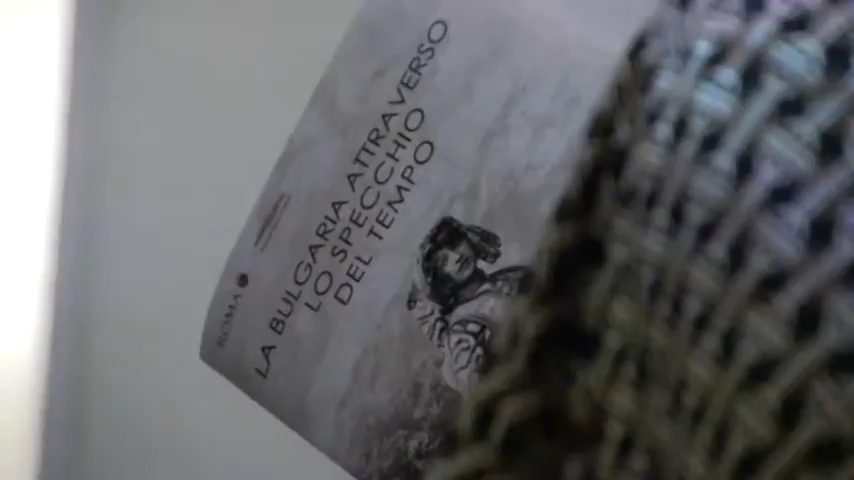 ROMA
LA BULGARIA ATTRAVERSO
LO SPECCHIO
DEL TEMPO